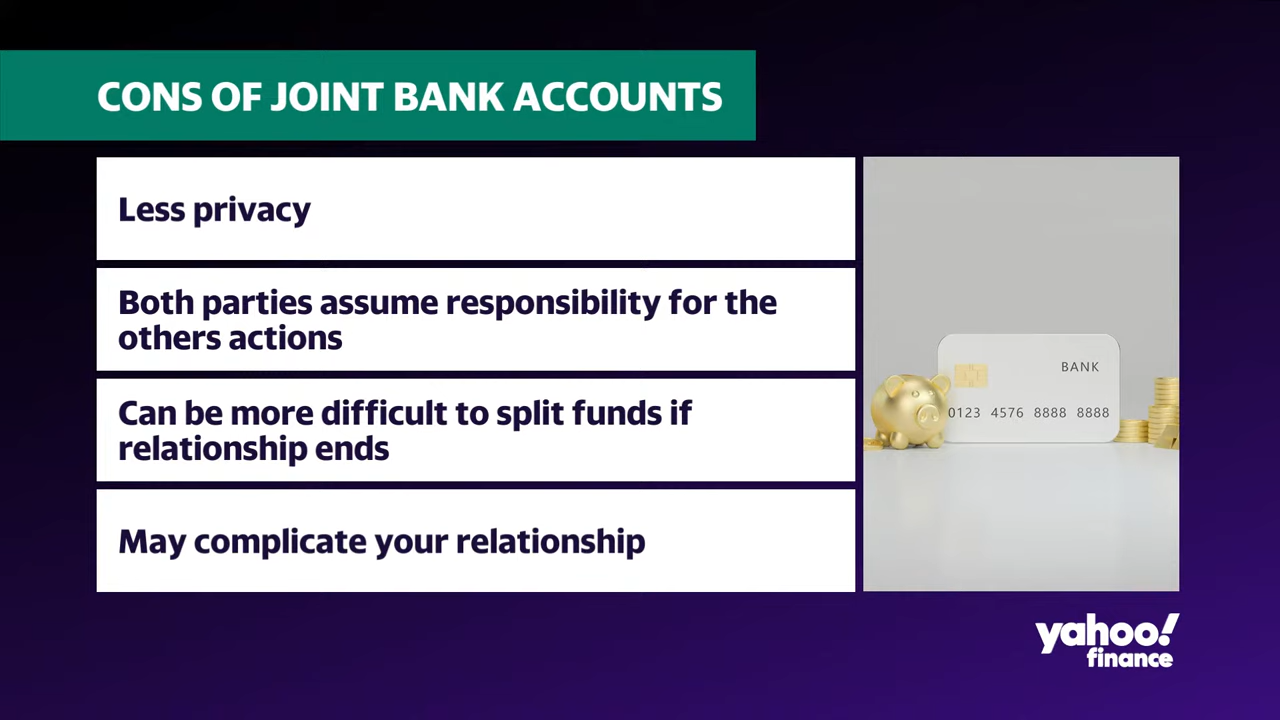 CONS OF JOINT BANK ACCOUNTS
Less privacy
Both parties assume responsibility for the
others actions
Can be more difficult to split funds if
relationship ends
May complicate your relationship
BANK
0123 4576 8888 8888
yahoo!
finance